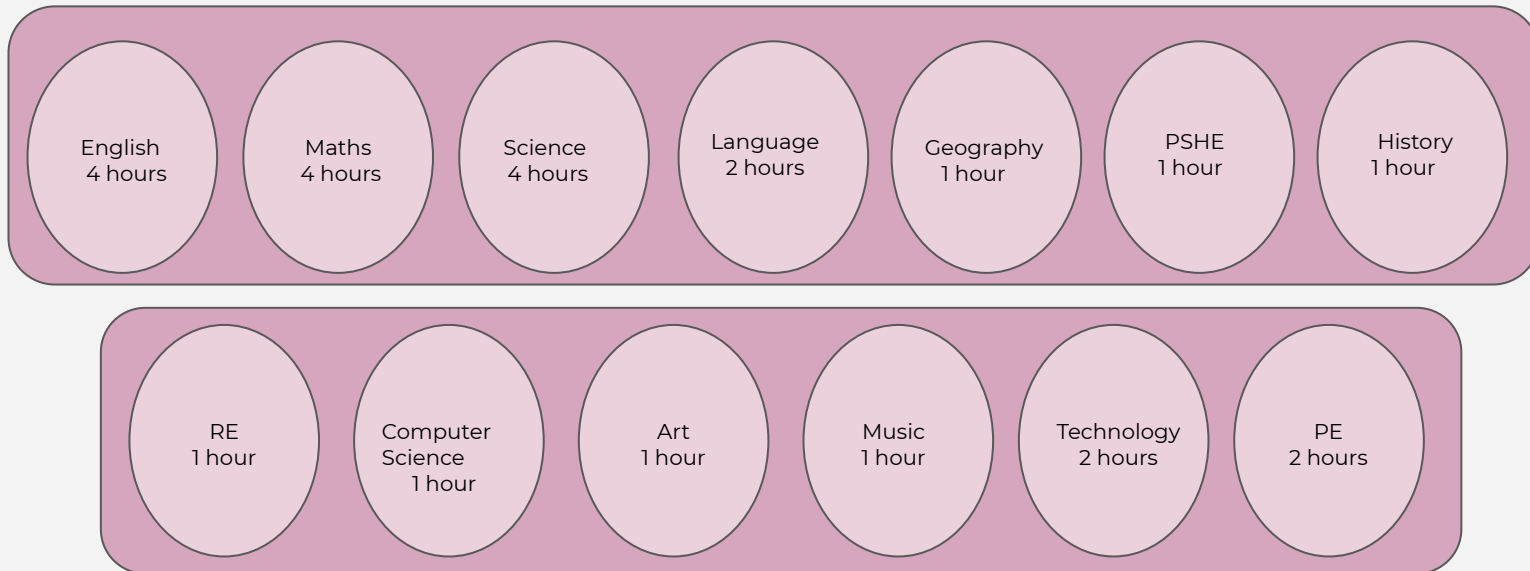 English
4 hours
Maths
4 hours
Science
4 hours
Language
2 hours
Geography
1 hour
PSHE
1 hour
History
1 hour
RE
1 hour
Computer
Science
1 hour
Art
1 hour
Music
1 hour
Technology
2 hours
PE
2 hours